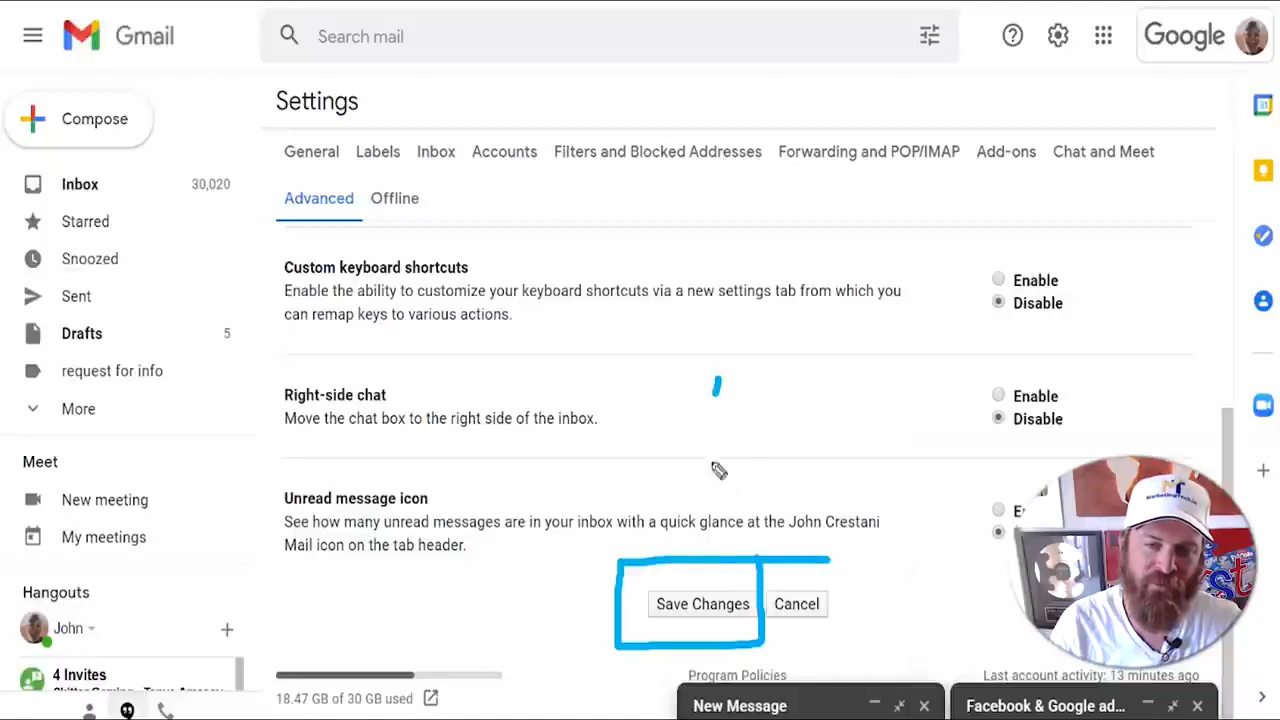 Gmail
Search mail
Google
Compose
Settings
General Labels Inbox Accounts Filters and Blocked Addresses Forwarding and POP/IMAP Add-ons Chat and Meet
Advanced Offline
Inbox 30,020
Starred
Snoozed
Sent
Drafts 5
request for info
More
Meet
New meeting
My meetings
Hangouts
John
4 Invites
Custom keyboard shortcuts
Enable the ability to customize your keyboard shortcuts via a new settings tab from which you
can remap keys to various actions.
Enable
Disable
Right-side chat
Move the chat box to the right side of the inbox.
Enable
Disable
Unread message icon
See how many unread messages are in your inbox with a quick glance at the John Crestani
Mail icon on the tab header.
Save Changes Cancel
18.47 GB of 30 GB used
Program Policies
Last account activity: 13 minutes ago
New Message
Facebook & Google ad...
31